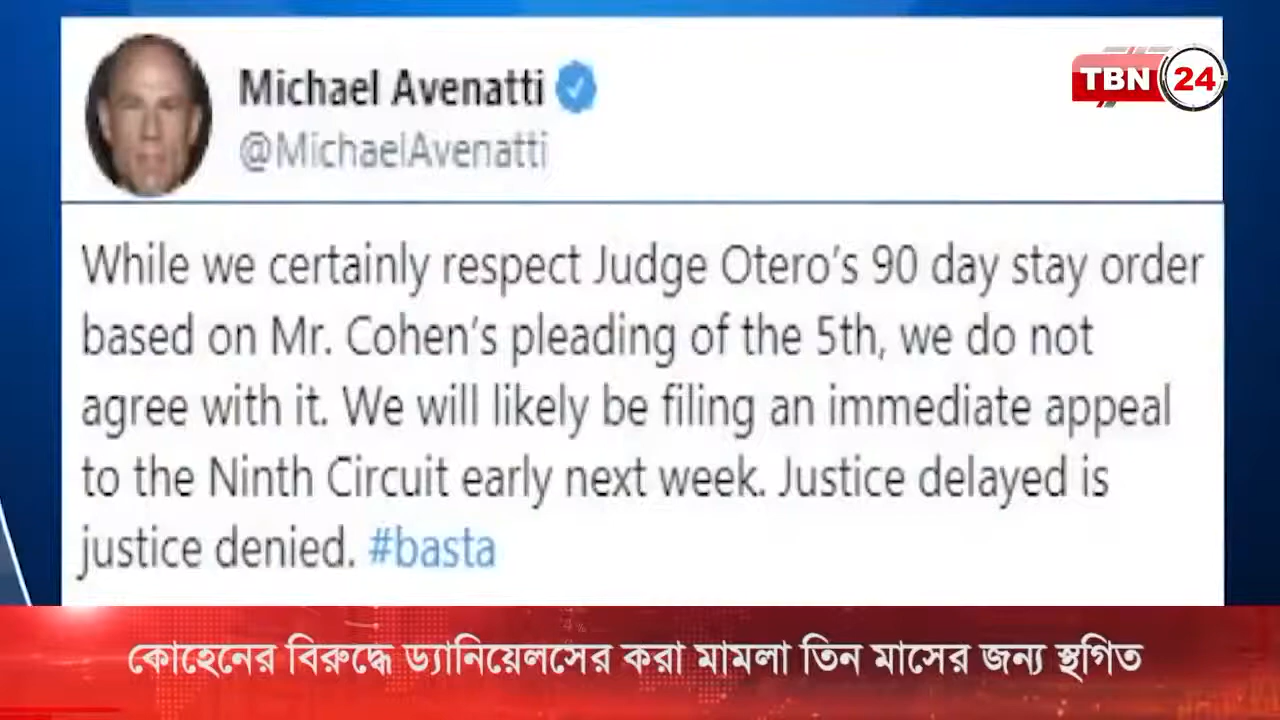 Michael Avenatti
@MichaelAvenatti
TBN 24
While we certainly respect Judge Otero's 90 day stay order
based on Mr. Cohen's pleading of the 5th, we do not
agree with it. We will likely be filing an immediate appeal
to the Ninth Circuit early next week. Justice delayed is
justice denied. #basta
কোহেনের বিরুদ্ধে ড্যানিয়েলসের করা মামলা তিন মাসের জন্য স্থগিত